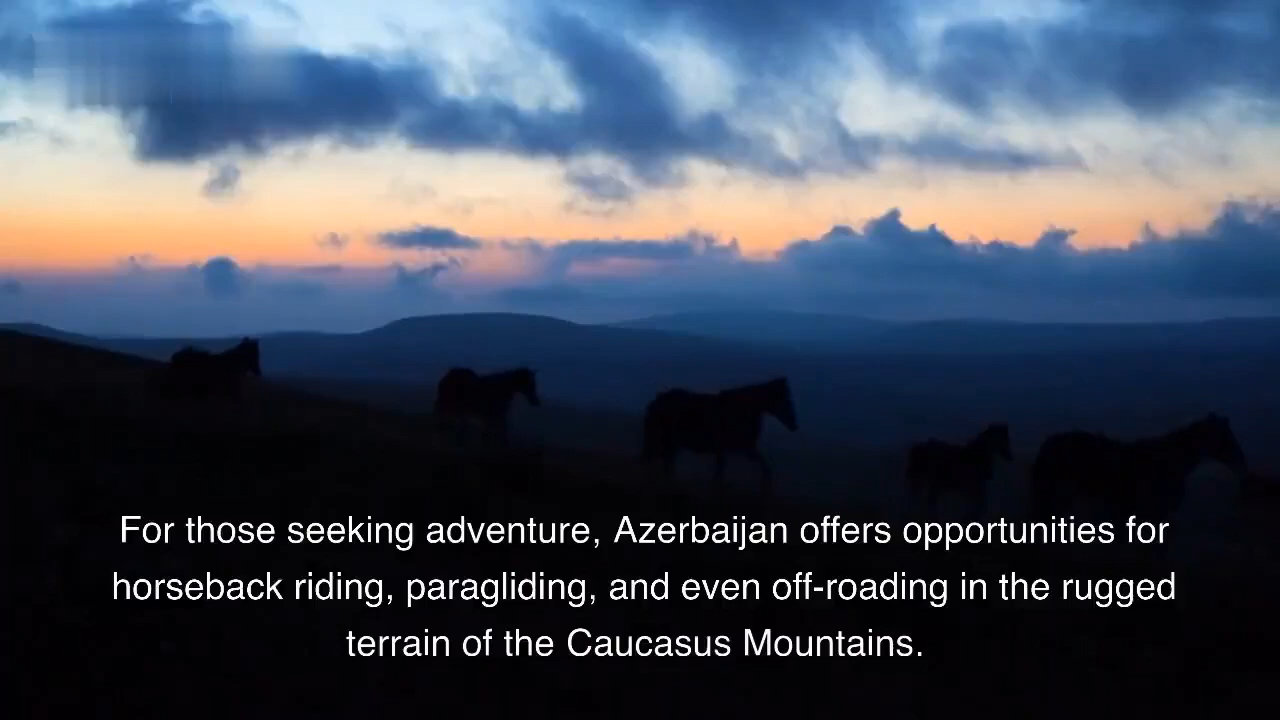 For those seeking adventure, Azerbaijan offers opportunities for
horseback riding, paragliding, and even off-roading in the rugged
terrain of the Caucasus Mountains.